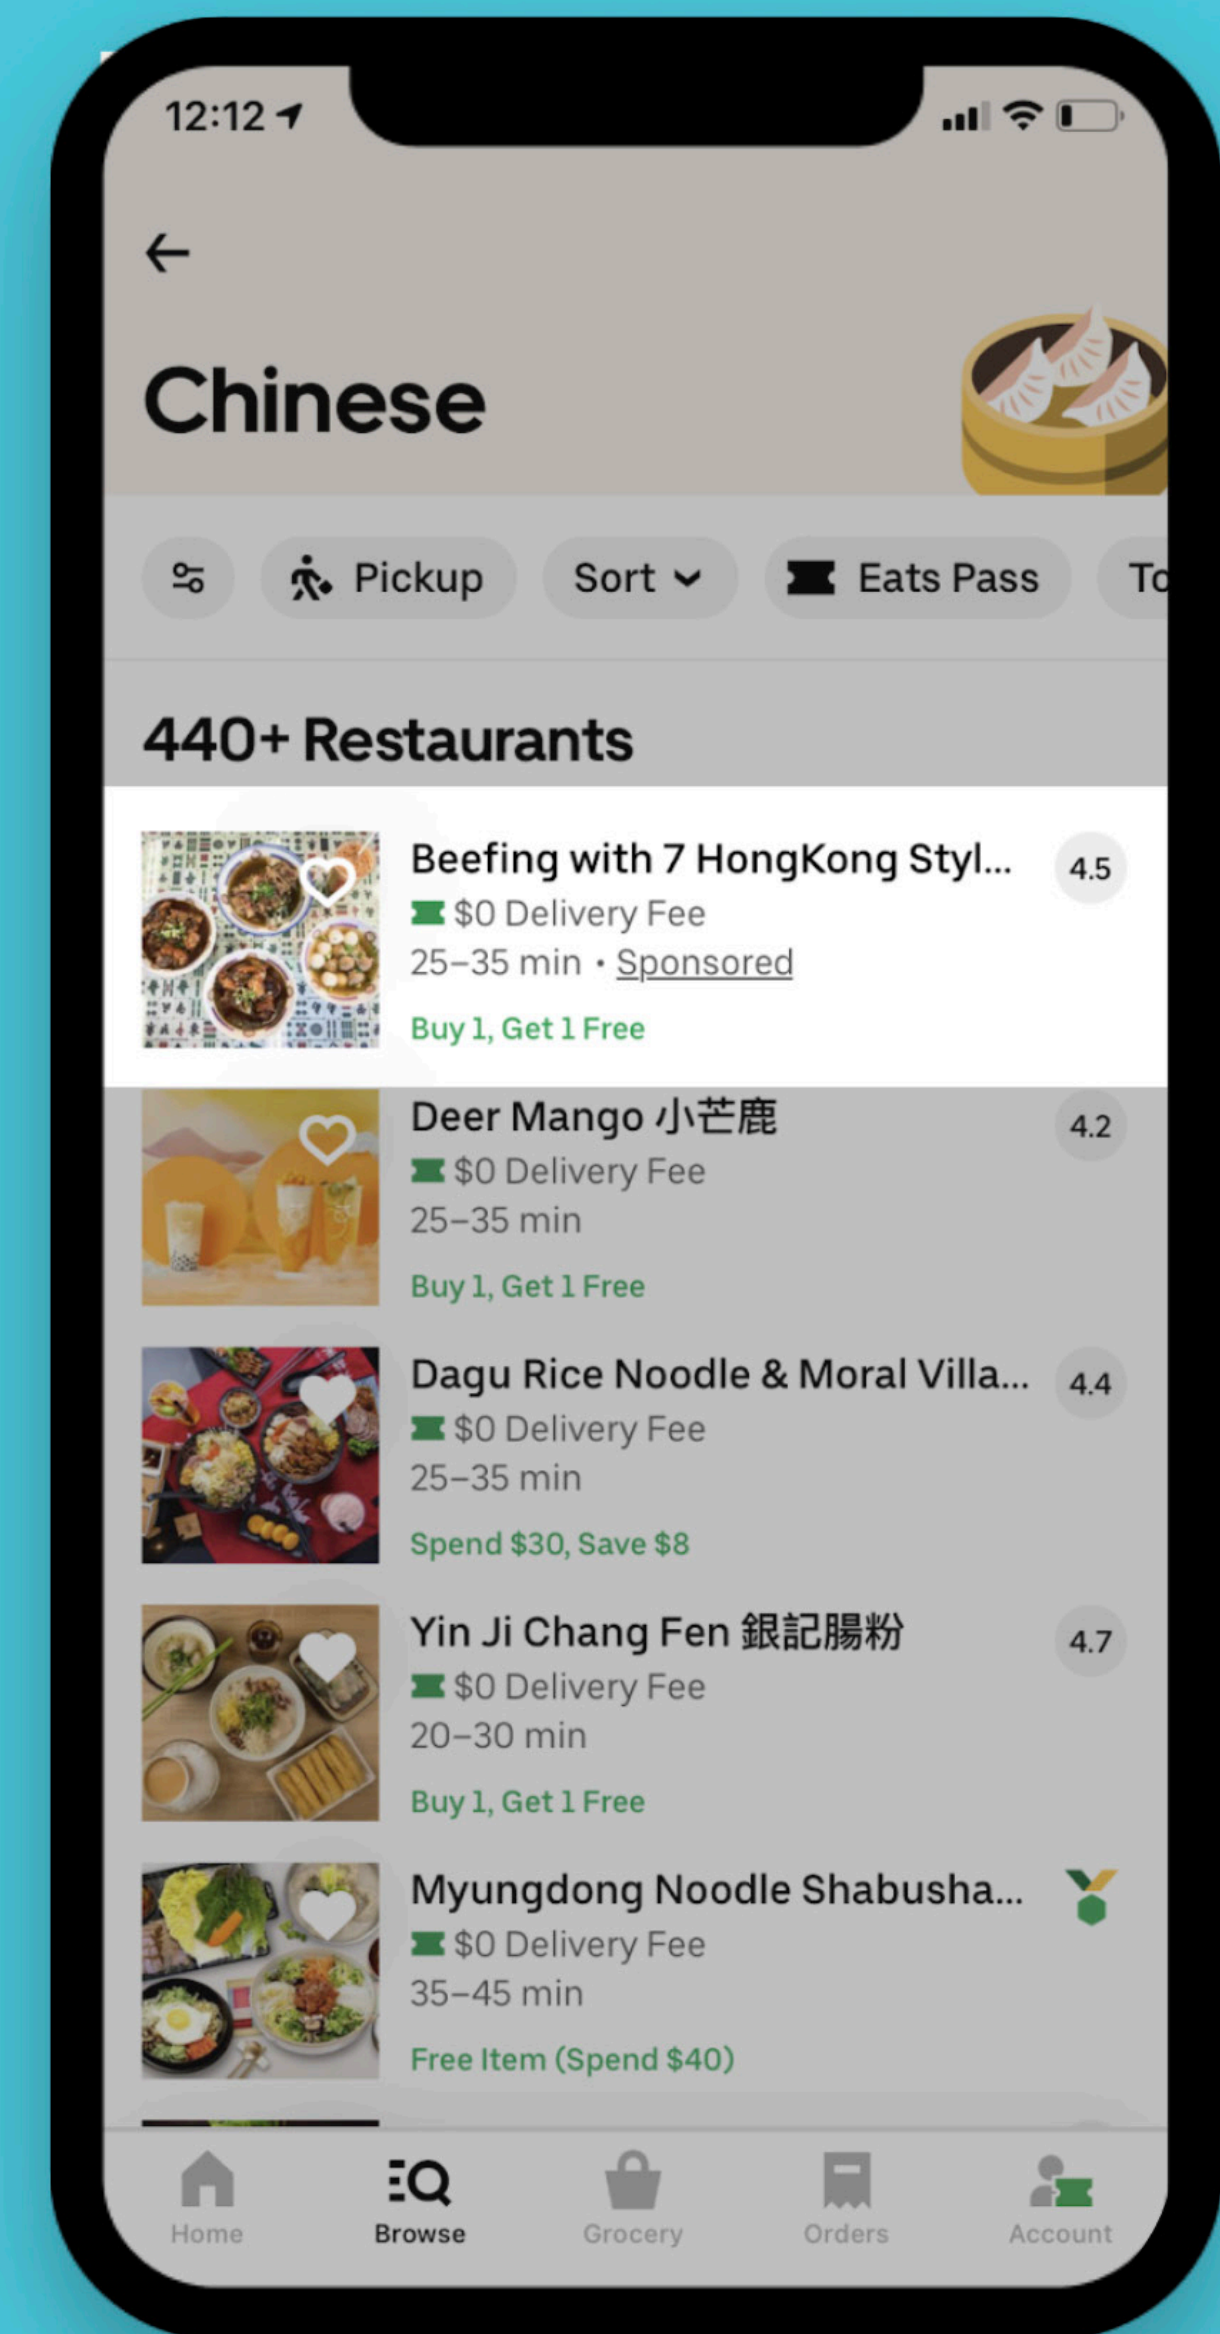 12:12
Chinese
Pickup
Sort
Eats Pass
To
440+ Restaurants
Beefing with 7 HongKong Styl...
4.5
$0 Delivery Fee
25–35 min • Sponsored
Buy 1, Get 1 Free
Deer Mango 小芒鹿
4.2
$0 Delivery Fee
25–35 min
Buy 1, Get 1 Free
Dagu Rice Noodle & Moral Villa...
4.4
$0 Delivery Fee
25–35 min
Spend $30, Save $8
Yin Ji Chang Fen 銀記腸粉
4.7
$0 Delivery Fee
20–30 min
Buy 1, Get 1 Free
Myungdong Noodle Shabusha...
$0 Delivery Fee
35–45 min
Free Item (Spend $40)
Home
Browse
Grocery
Orders
Account